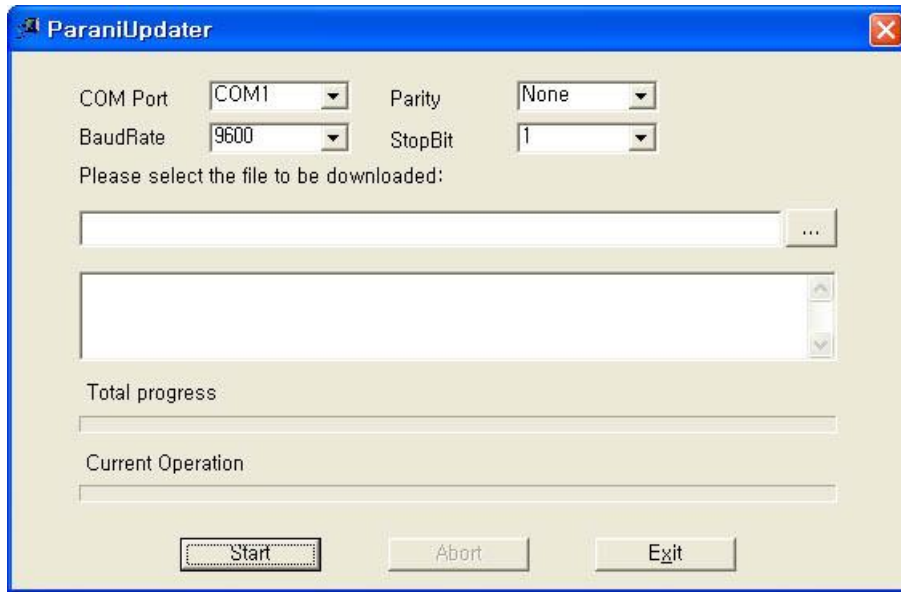 ParaniUpdater
COM Port COM1 Parity None
BaudRate 9600 StopBit 1
Please select the file to be downloaded:
...
Total progress
Current Operation
Start Abort Exit